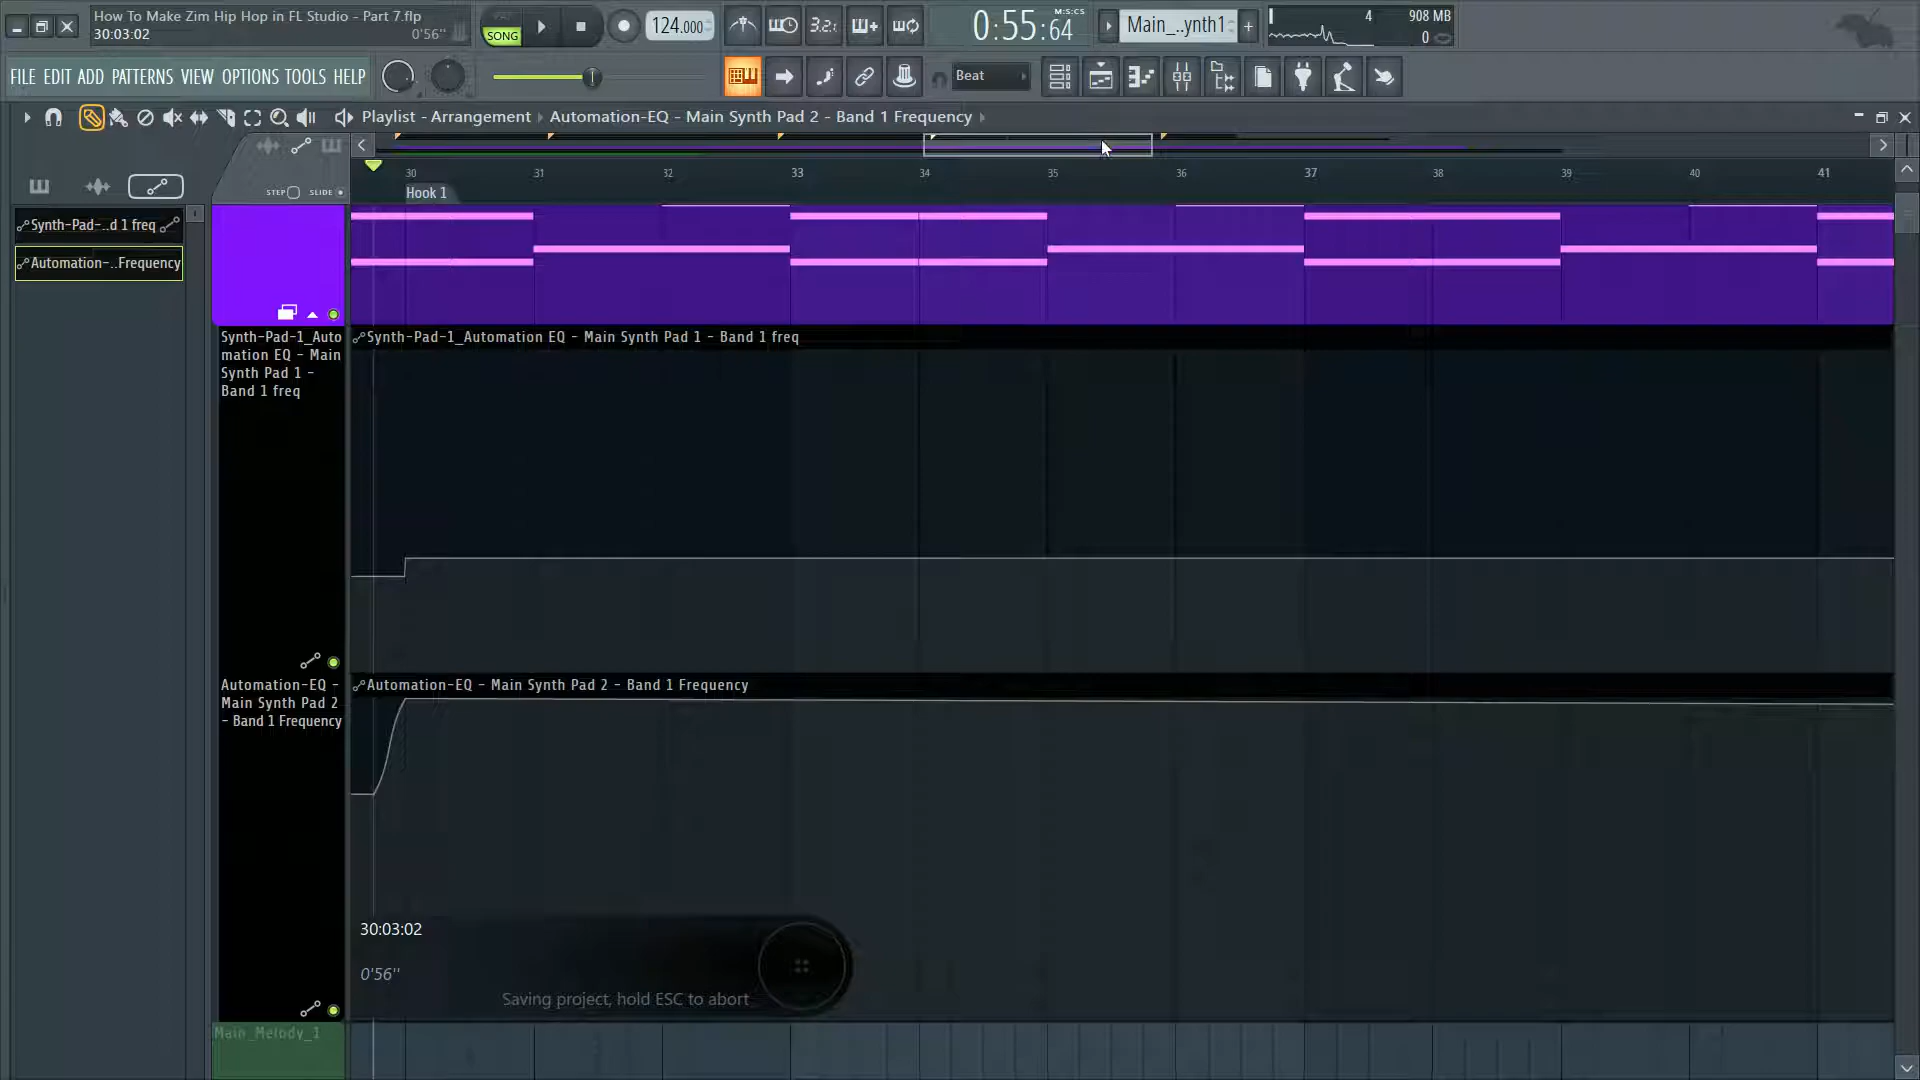 How To Make Zim Hip Hop in FL Studio - Part 7.flp
30:03:02 0'56''
SONG
124.000
3.2.1
0:55:64
M:S:CS
Main_..ynth1
4
908 MB
0
FILE EDIT ADD PATTERNS VIEW OPTIONS TOOLS HELP
Beat
Playlist - Arrangement Automation-EQ - Main Synth Pad 2 - Band 1 Frequency
STEP SLIDE
30 31 32 33 34 35 36 37 38 39 40 41
Hook 1
Synth-Pad-..d 1 freq
Automation-..Frequency
Synth-Pad-1_Auto
mation EQ - Main
Synth Pad 1 -
Band 1 freq
Synth-Pad-1_Automation EQ - Main Synth Pad 1 - Band 1 freq
Automation-EQ -
Main Synth Pad 2
- Band 1 Frequency
Automation-EQ - Main Synth Pad 2 - Band 1 Frequency
30:03:02
0'56''
Saving project, hold ESC to abort
Main_Melody_1